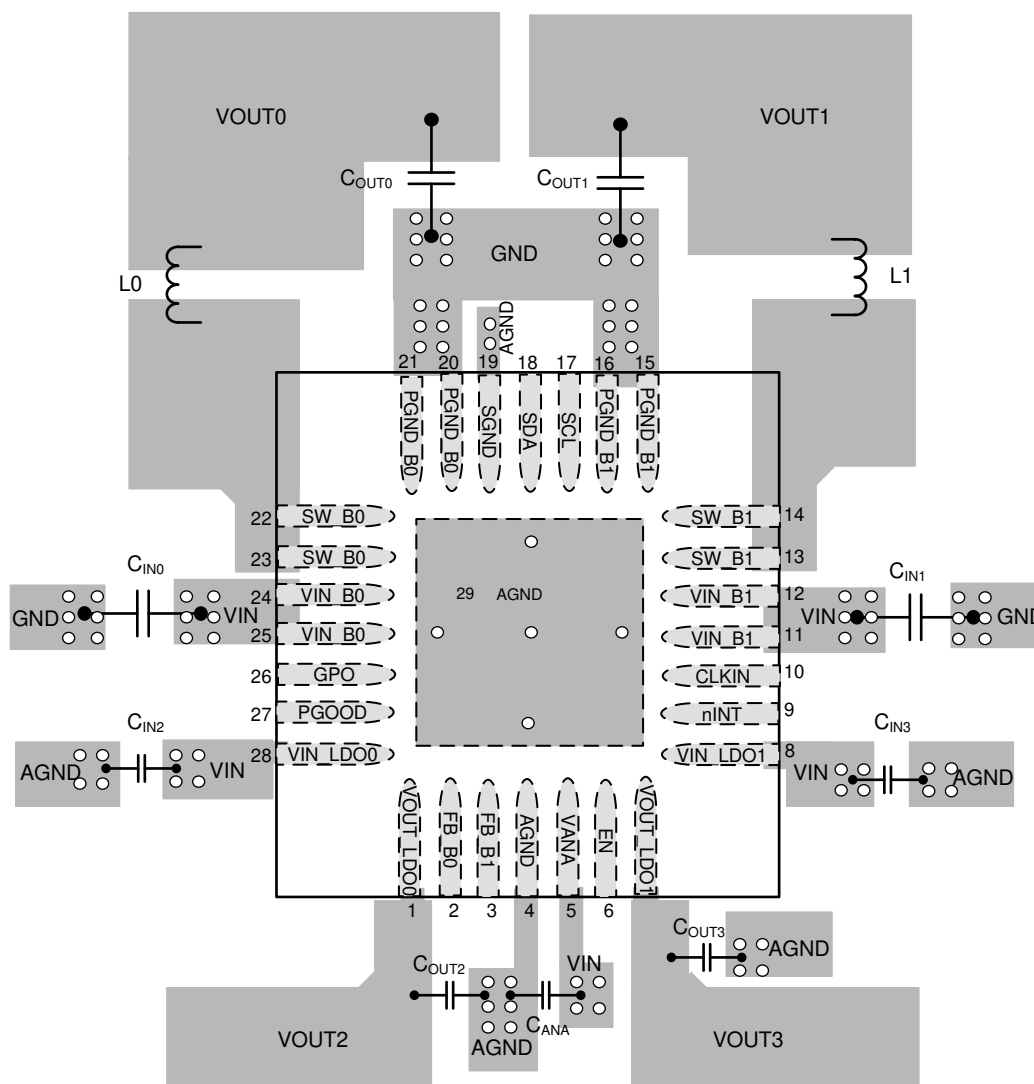 VOUT0
VOUT1
COUT0
COUT1
GND
L0
L1
AGND
21
20
19
18
17
16
15
PGND_B0
PGND_B0
SGND
SDA
SCL
PGND_B1
PGND_B1
22
SW_B0
SW_B1
14
23
SW_B0
SW_B1
13
CIN0
CIN1
24
VIN_B0
29
AGND
VIN_B1
12
GND
VIN
VIN
GND
25
VIN_B0
VIN_B1
11
26
GPO
CLKIN
10
27
PGOOD
nINT
9
CIN2
CIN3
28
VIN_LDO0
VIN_LDO1
8
AGND
VIN
VIN
AGND
VOUT_LDO0
FB_B0
FB_B1
AGND
VANA
EN
VOUT_LDO1
1
2
3
4
5
6
COUT3
AGND
COUT2
VIN
CANA
VOUT2
AGND
VOUT3